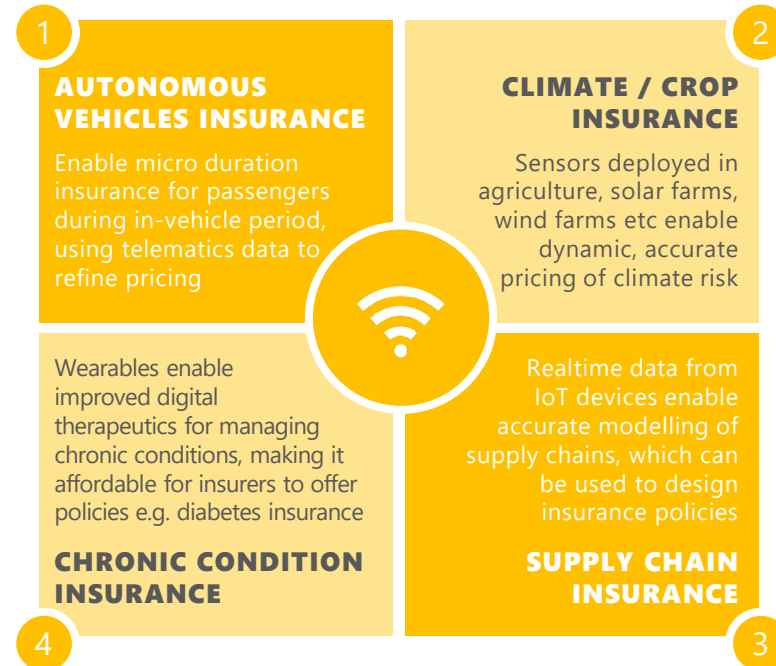 1
AUTONOMOUS
VEHICLES INSURANCE
Enable micro duration
insurance for passengers
during in-vehicle period,
using telematics data to
refine pricing
2
CLIMATE / CROP
INSURANCE
Sensors deployed in
agriculture, solar farms,
wind farms etc enable
dynamic, accurate
pricing of climate risk
Realtime data from
IoT devices enable
accurate modelling of
supply chains, which can
be used to design
insurance policies
SUPPLY CHAIN
INSURANCE
3
Wearables enable
improved digital
therapeutics for managing
chronic conditions, making it
affordable for insurers to offer
policies e.g. diabetes insurance
CHRONIC CONDITION
INSURANCE
4